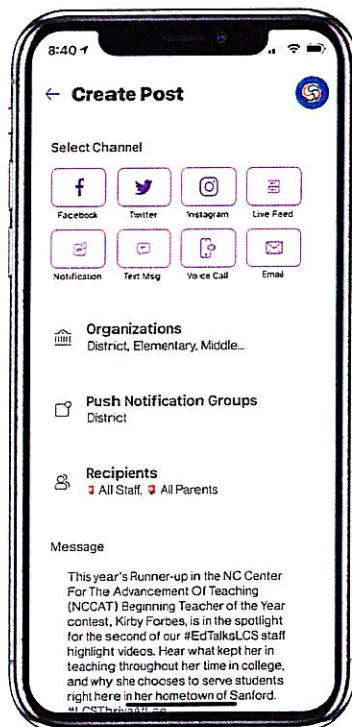 8:40
← Create Post
Select Channel
Facebook Twitter Instagram Live Feed
Notification Text Msg Voice Call Email
Organizations
District, Elementary, Middle...
Push Notification Groups
District
Recipients
All Staff, All Parents
Message
This year's Runner-up in the NC Center
For The Advancement Of Teaching
(NCCAT) Beginning Teacher of the Year
contest, Kirby Forbes, is in the spotlight
for the second of our #EdTalksLCS staff
highlight videos. Hear what kept her in
teaching throughout her time in college,
and why she chooses to serve students
right here in her hometown of Sanford.